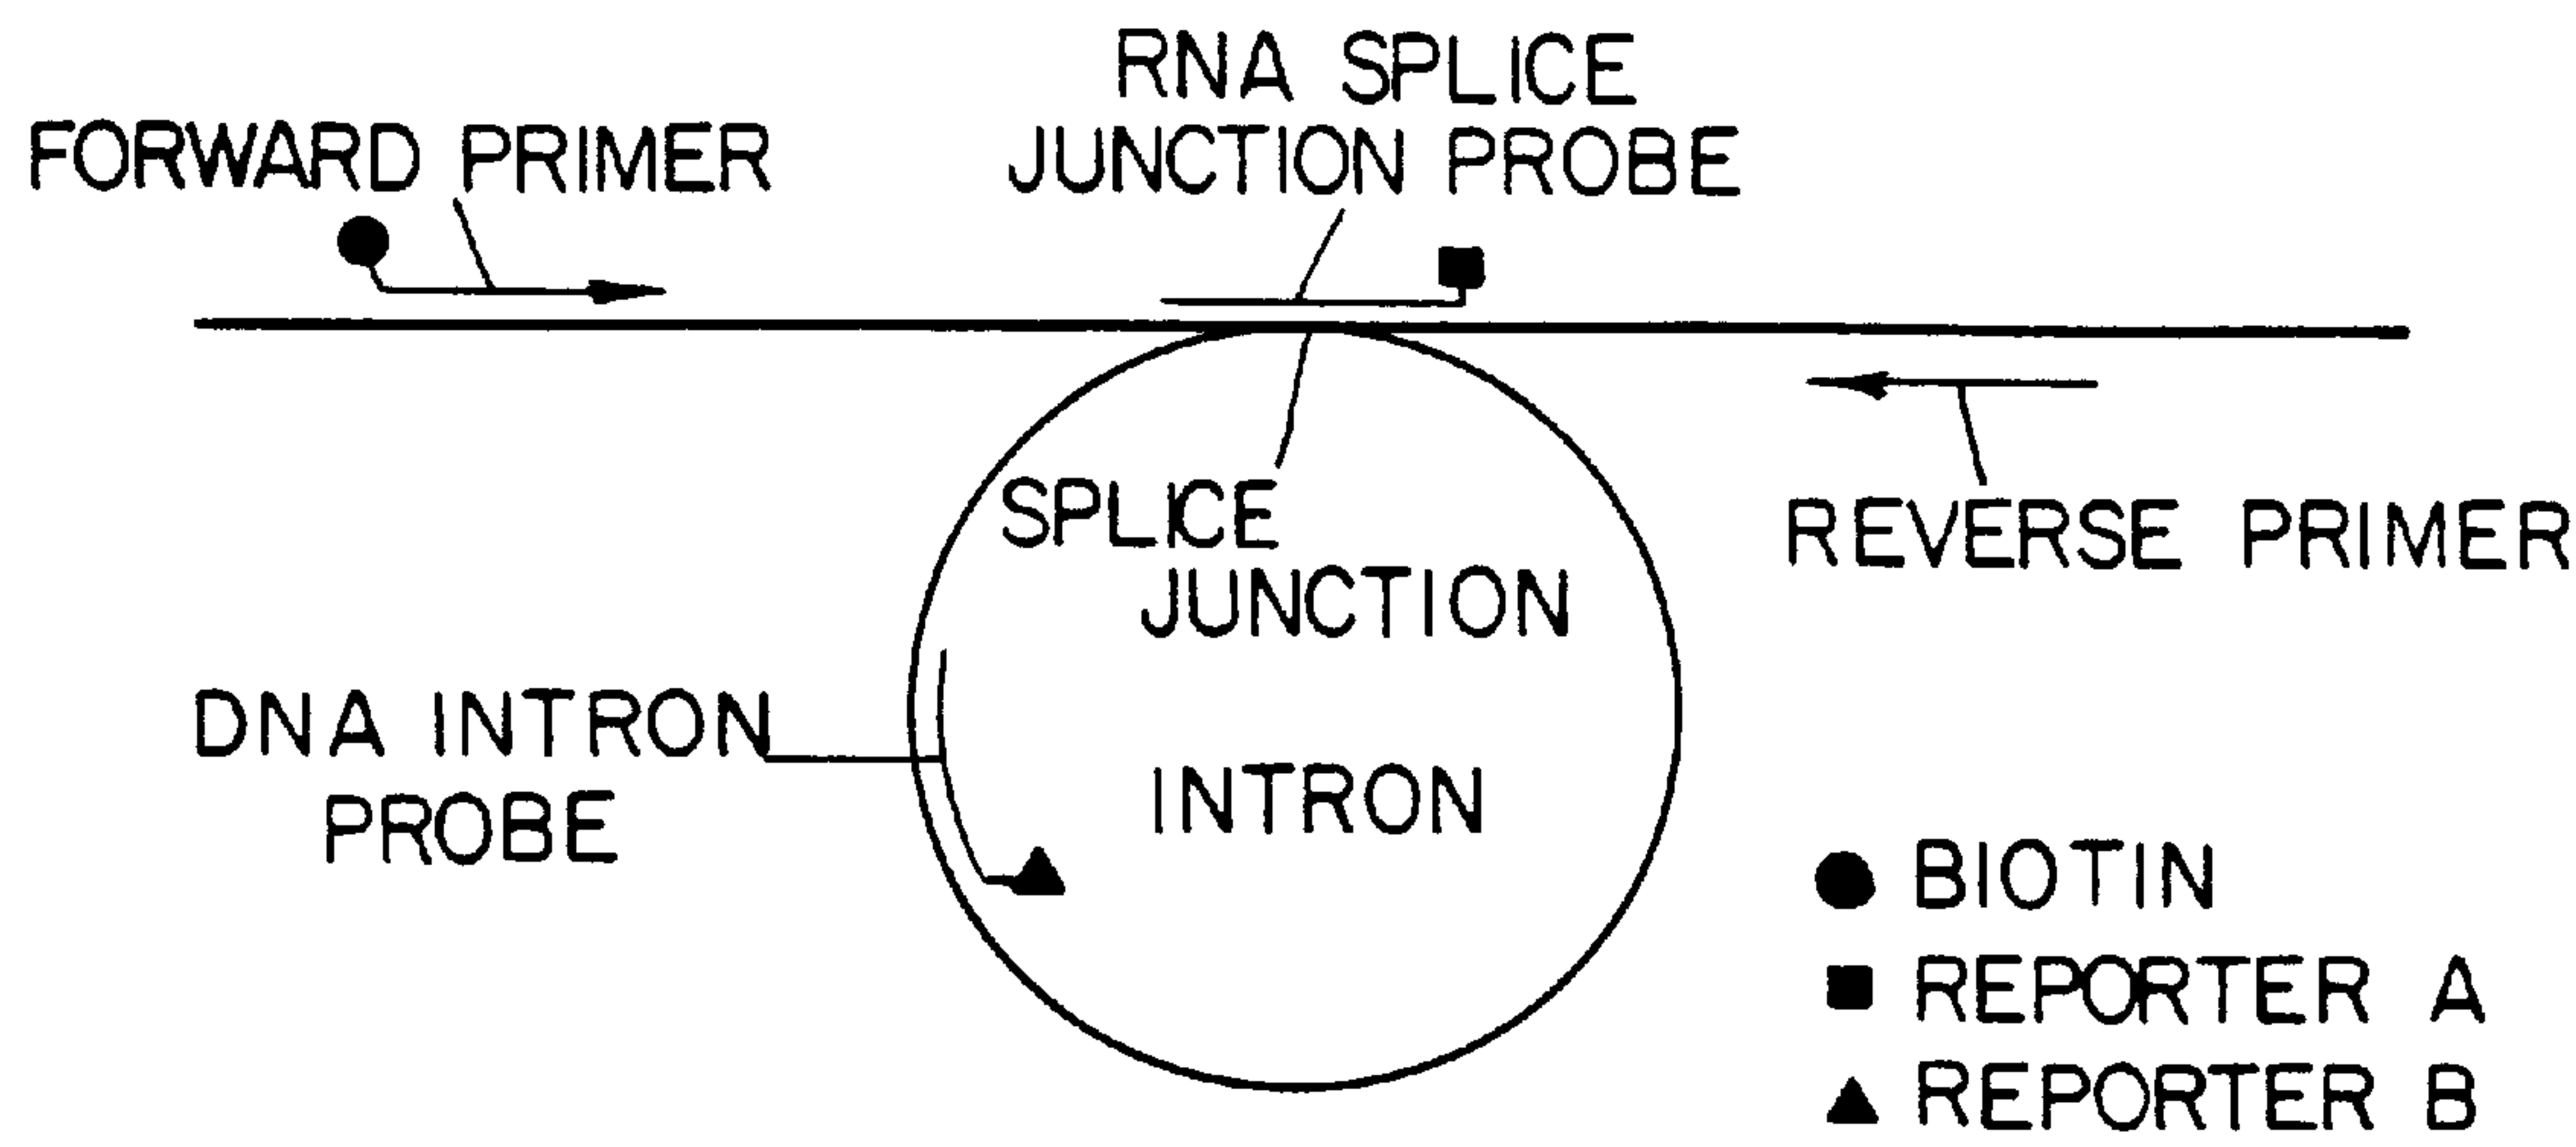 RNA SPLICE
JUNCTION PROBE
FORWARD PRIMER
SPLICE
JUNCTION
REVERSE PRIMER
DNA INTRON
PROBE
INTRON
BIOTIN
REPORTER A
REPORTER B